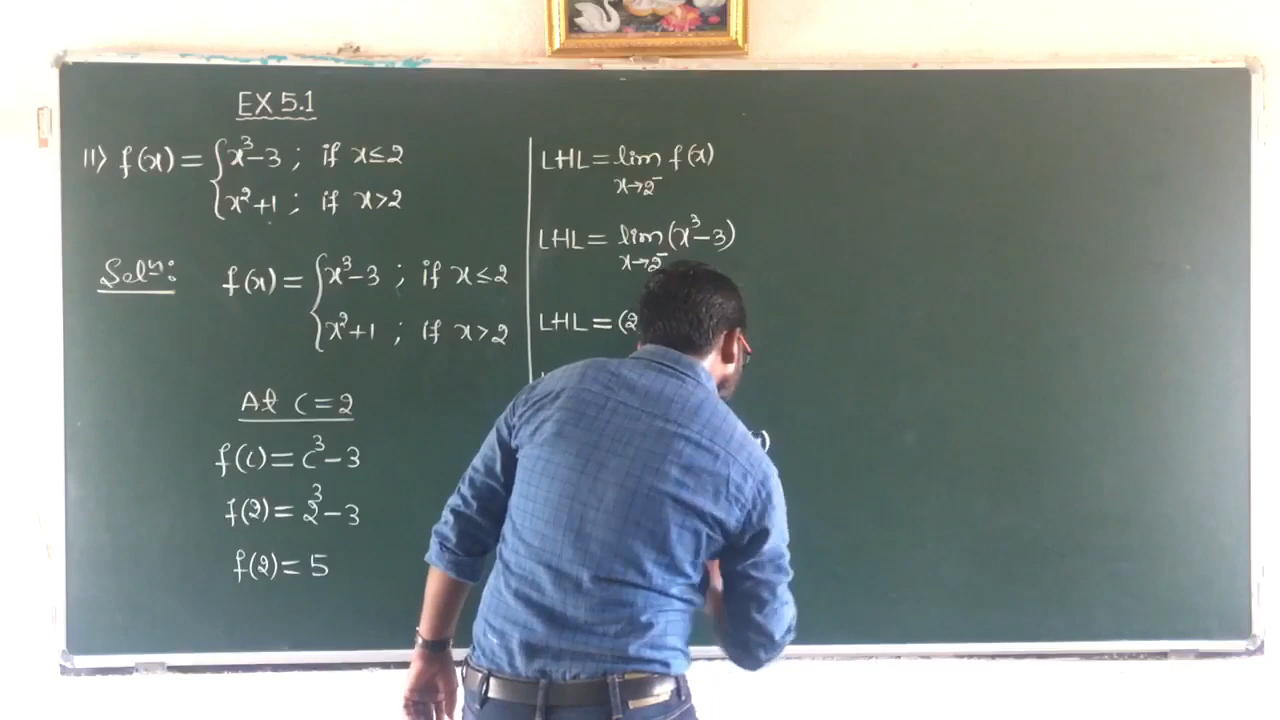 EX 5.1
11) f(x) = { x³-3 ; if x≤2
x²+1 ; if x>2
Solⁿ: f(x) = { x³-3 ; if x≤2
x²+1 ; if x>2
At c=2
f(c) = c³-3
f(2) = 2³-3
f(2) = 5
LHL = lim f(x)
x→2⁻
LHL = lim (x³-3)
x→2⁻
LHL = (2